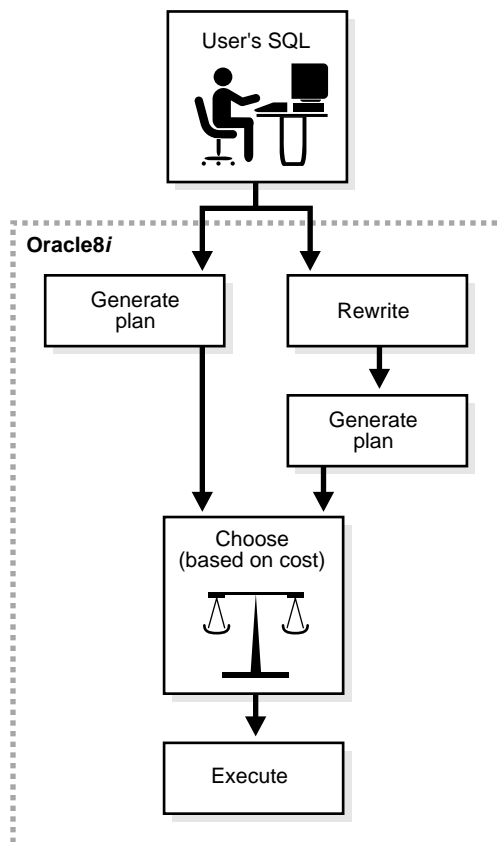 User's SQL
Oracle8i
Generate
plan
Rewrite
Generate
plan
Choose
(based on cost)
Execute